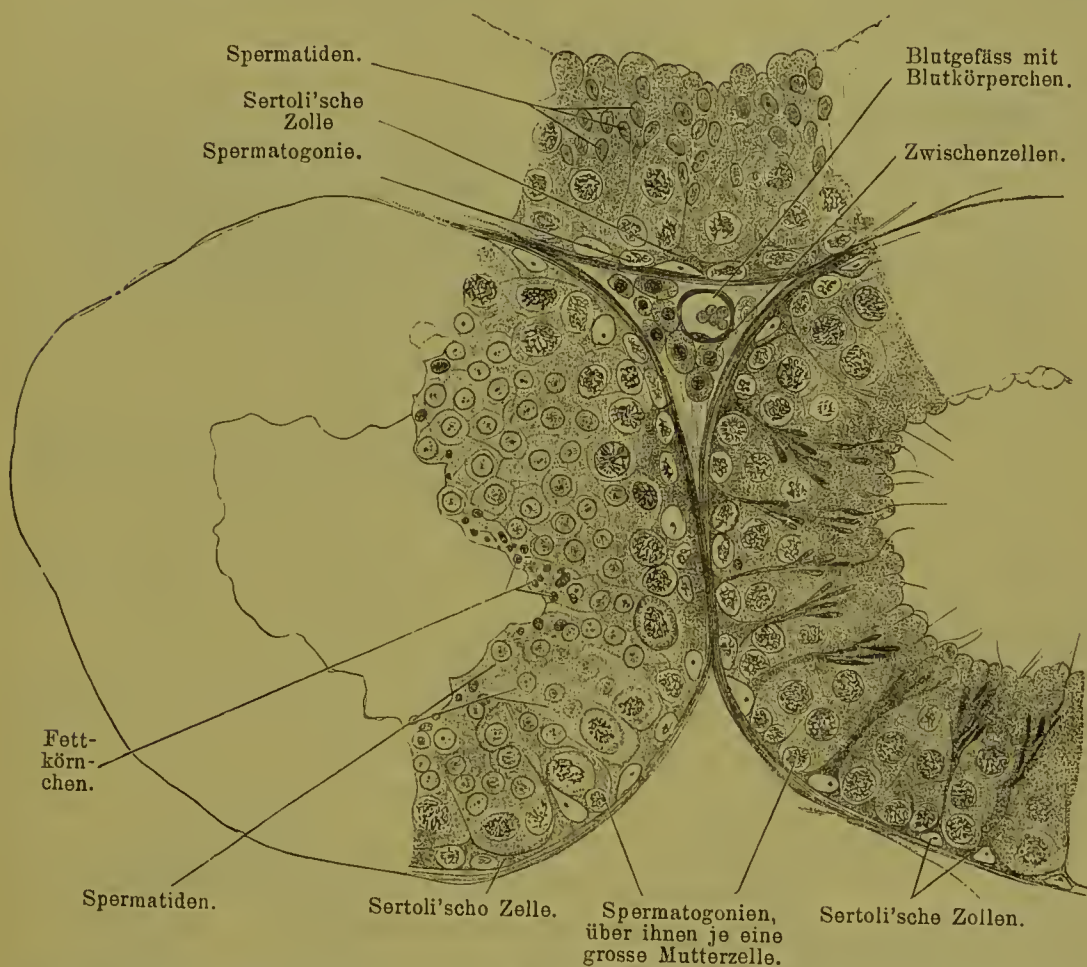 Spermatiden.
Sertoli'sche
Zolle
Spermatogonie.
Blutgefäss mit
Blutkörperchen.
Zwischenzellen.
Fett-
körn-
chen.
Spermatiden.
Sertoli'scho Zelle.
Spermatogonien,
über ihnen je eine
grosse Mutterzelle.
Sertoli'sche Zollen.